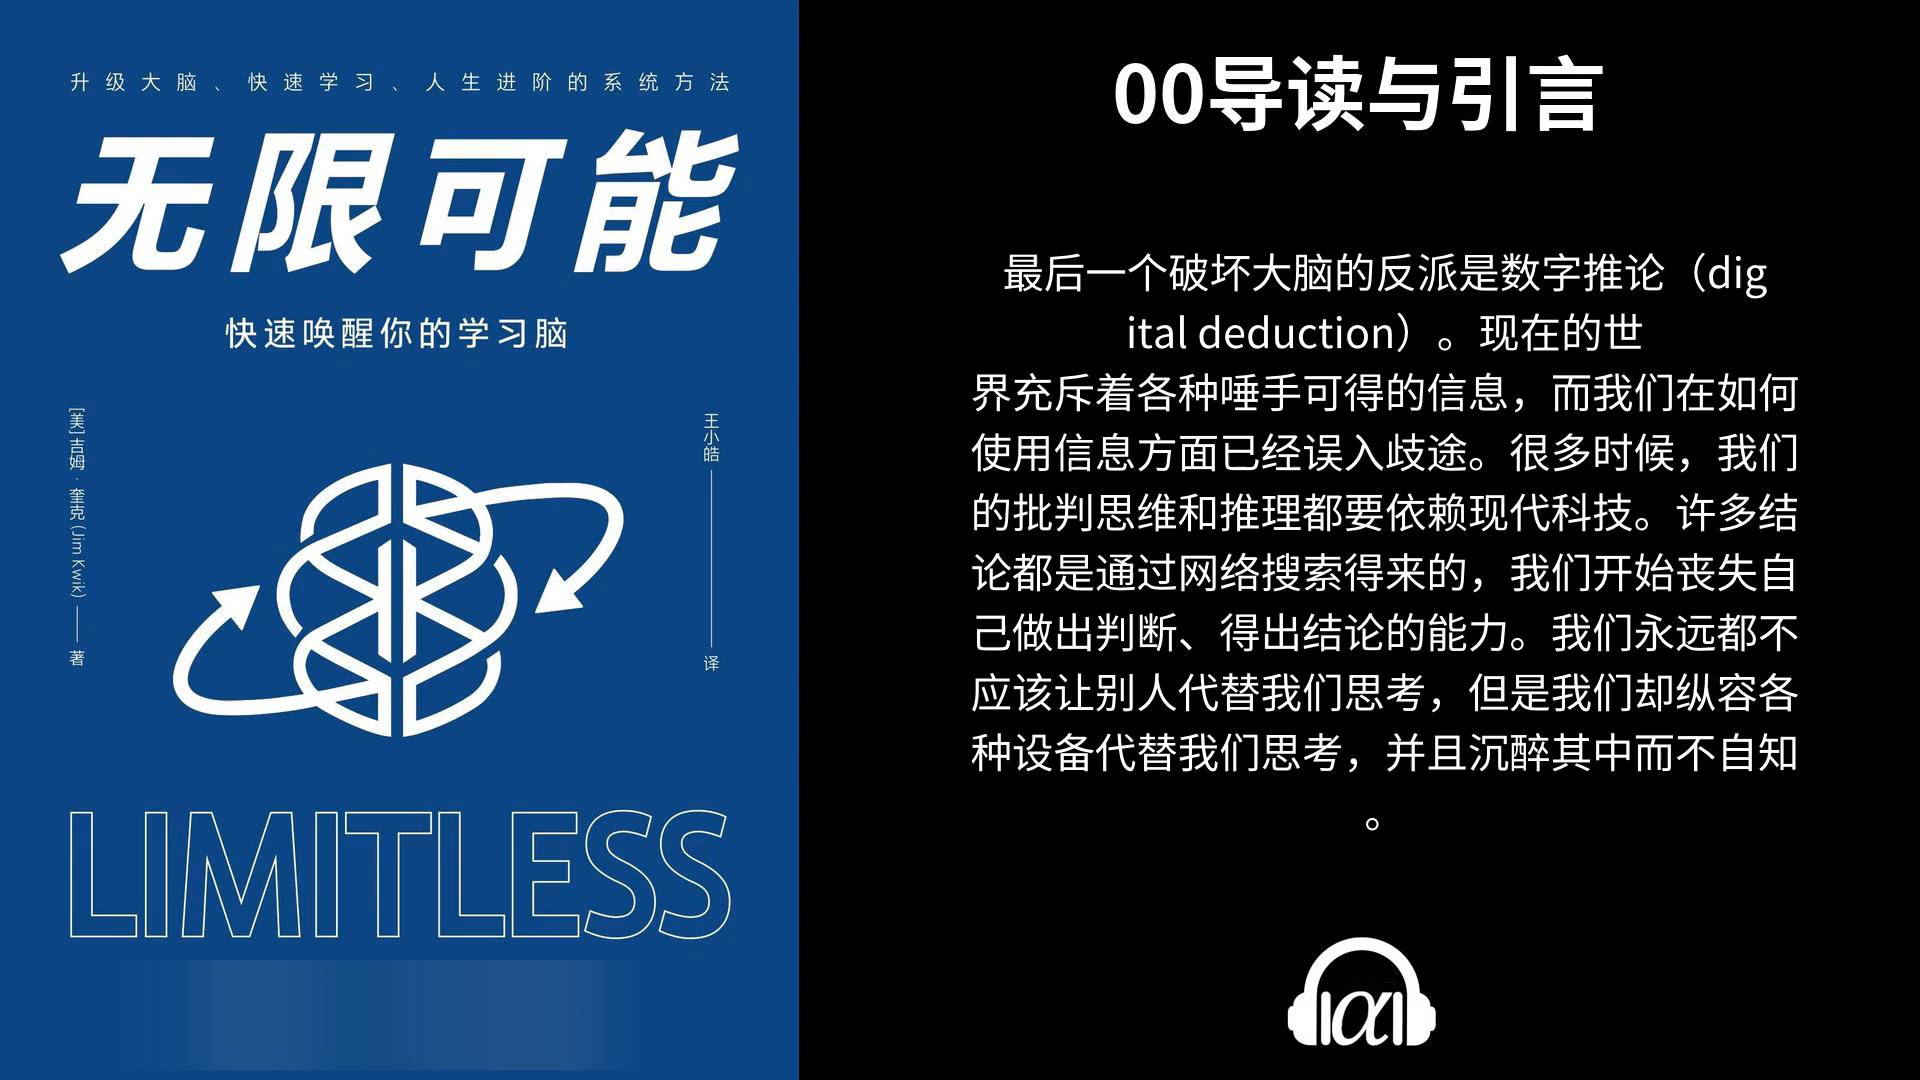 升级大脑、快速学习、人生进阶的系统方法
无限可能
快速唤醒你的学习脑
[美]吉姆·奎克(Jim Kwik)——著
王小皓——译
LIMITLESS
00导读与引言
最后一个破坏大脑的反派是数字推论（dig
ital deduction）。现在的世
界充斥着各种唾手可得的信息，而我们在如何
使用信息方面已经误入歧途。很多时候，我们
的批判思维和推理都要依赖现代科技。许多结
论都是通过网络搜索得来的，我们开始丧失自
己做出判断、得出结论的能力。我们永远都不
应该让别人代替我们思考，但是我们却纵容各
种设备代替我们思考，并且沉醉其中而不自知
。
α